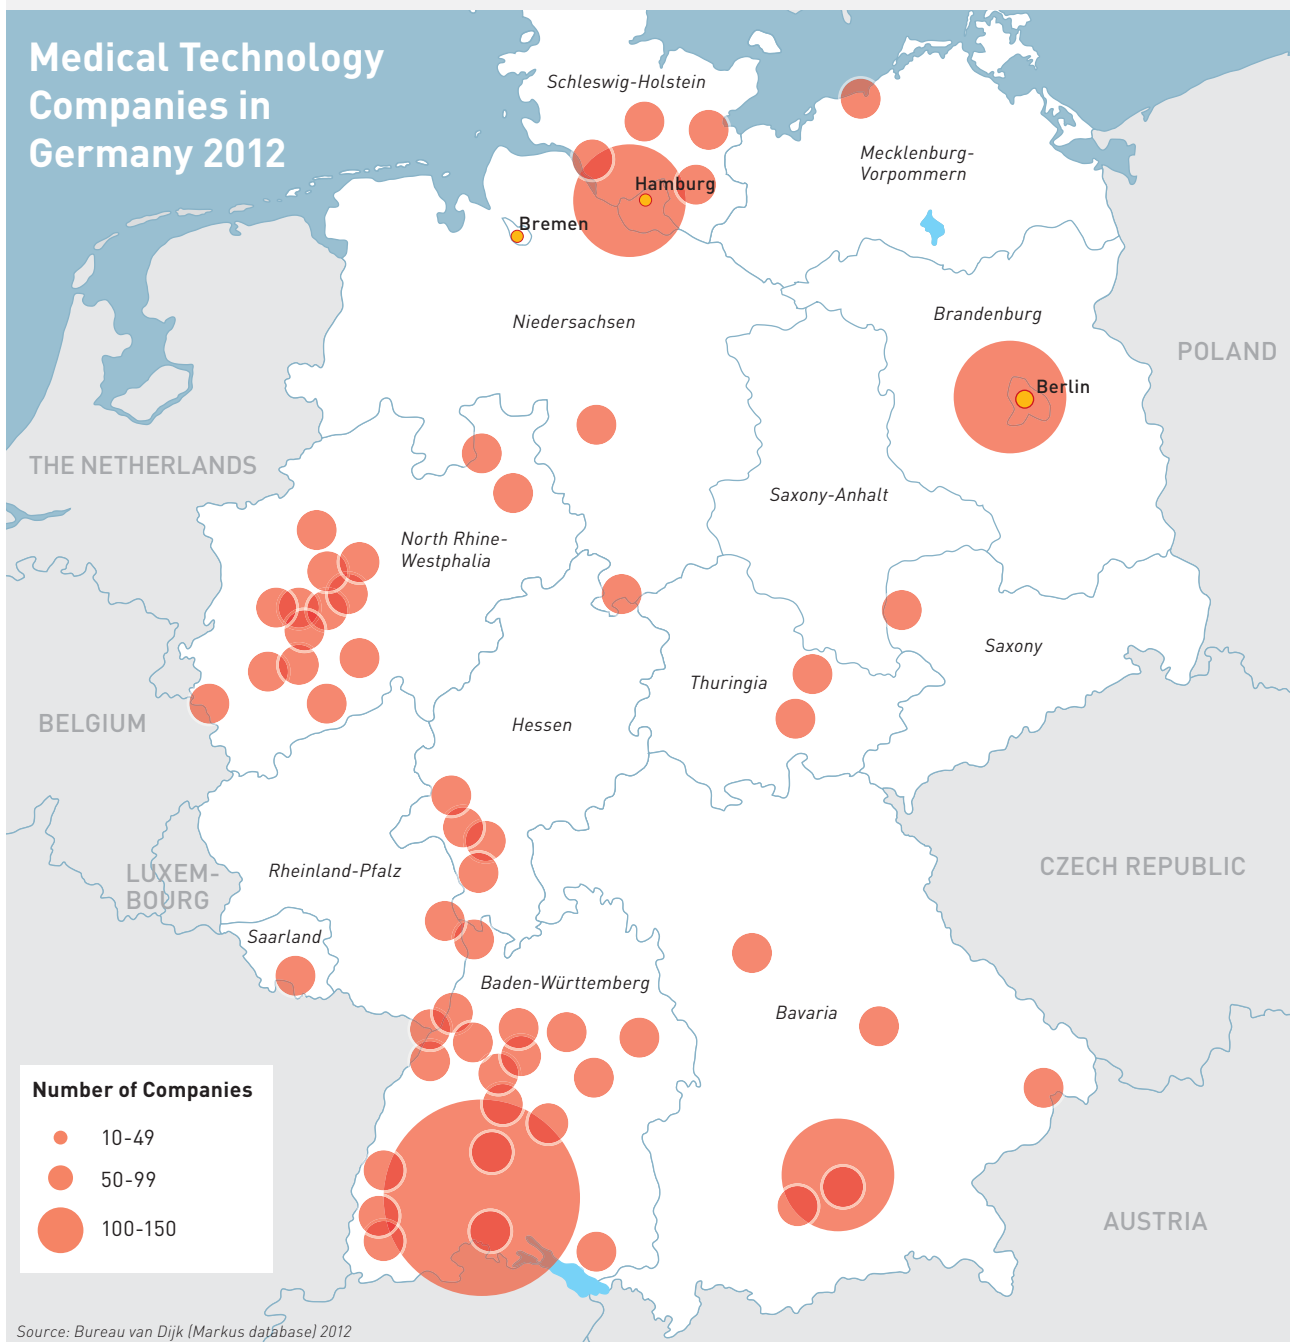 Medical Technology
Companies in
Germany 2012
Schleswig-Holstein
Mecklenburg-
Vorpommern
Hamburg
Bremen
Niedersachsen
Brandenburg
POLAND
Berlin
THE NETHERLANDS
Saxony-Anhalt
North Rhine-
Westphalia
Saxony
Thuringia
BELGIUM
Hessen
LUXEM-
BOURG
Rheinland-Pfalz
CZECH REPUBLIC
Saarland
Baden-Württemberg
Bavaria
Number of Companies
10-49
50-99
100-150
AUSTRIA
Source: Bureau van Dijk (Markus database) 2012